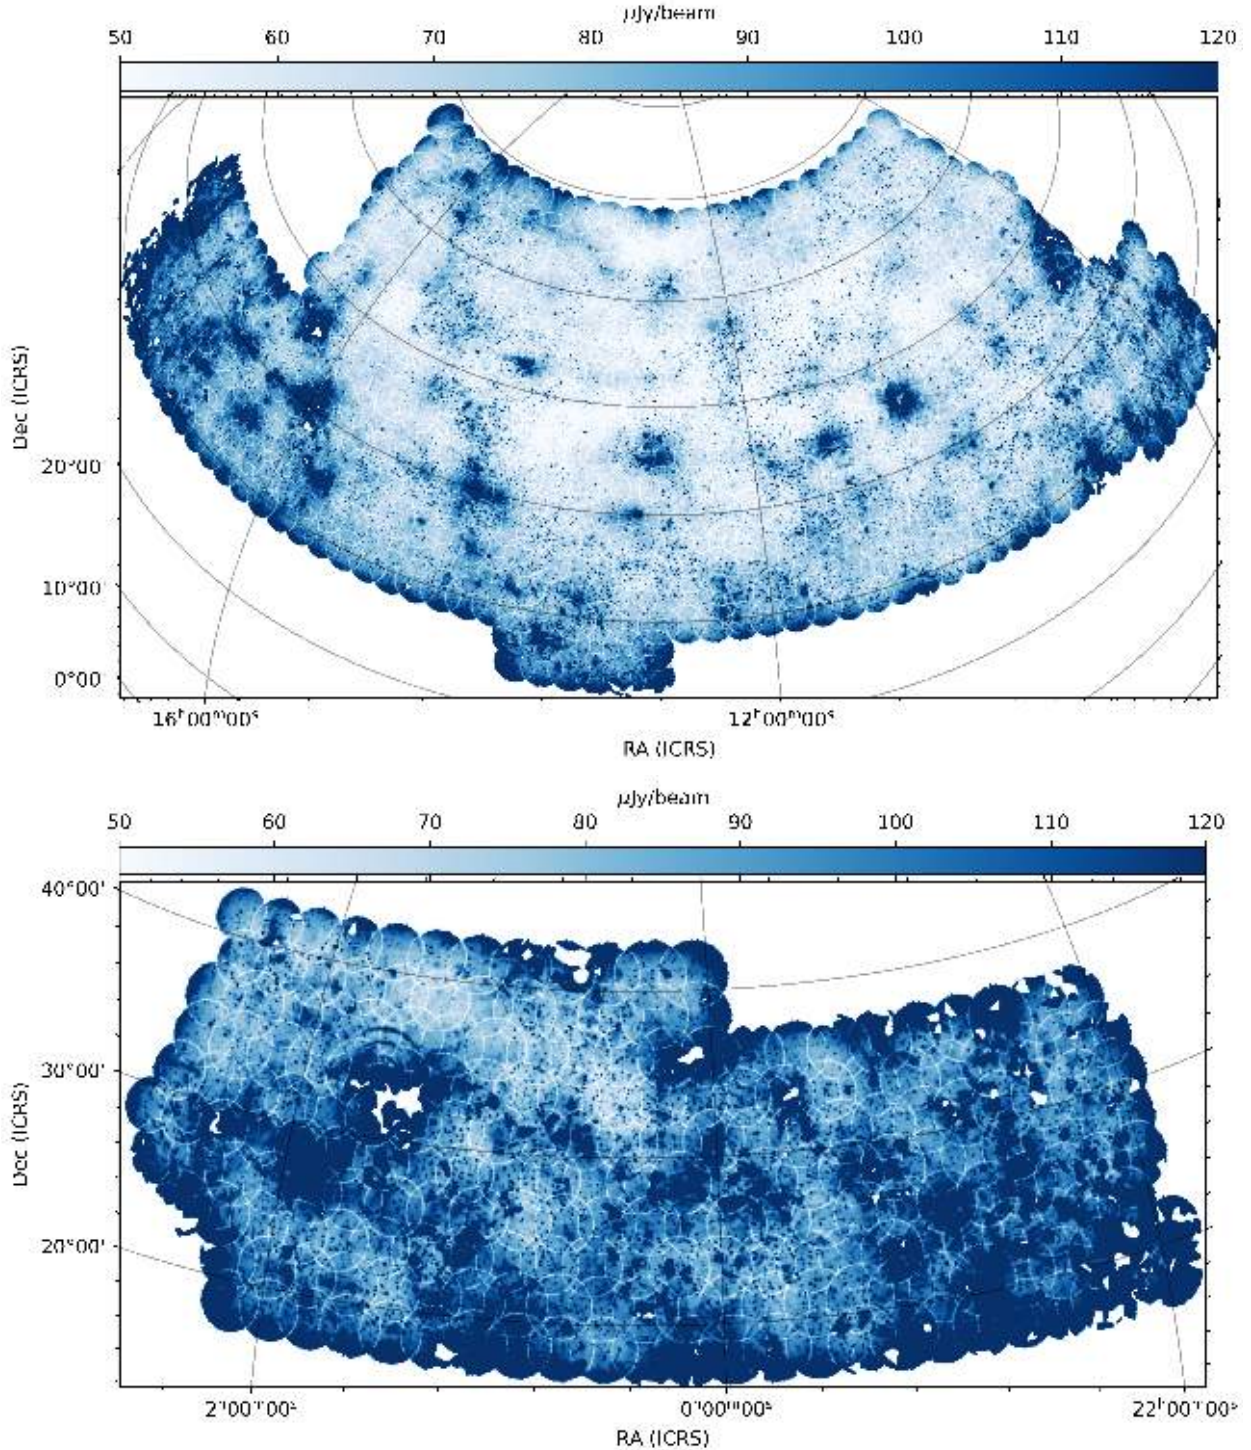 μJy/beam
50 60 70 80 90 100 110 120
Dec (ICRS)
20°00'
10°00'
0°00'
16ʰ00ᵐ00ˢ 12ʰ00ᵐ00ˢ
RA (ICRS)
μJy/beam
50 60 70 80 90 100 110 120
40°00'
30°00'
Dec (ICRS)
20°00'
2ʰ00ᵐ00ˢ 0ʰ00ᵐ00ˢ 22ʰ00ᵐ00ˢ
RA (ICRS)